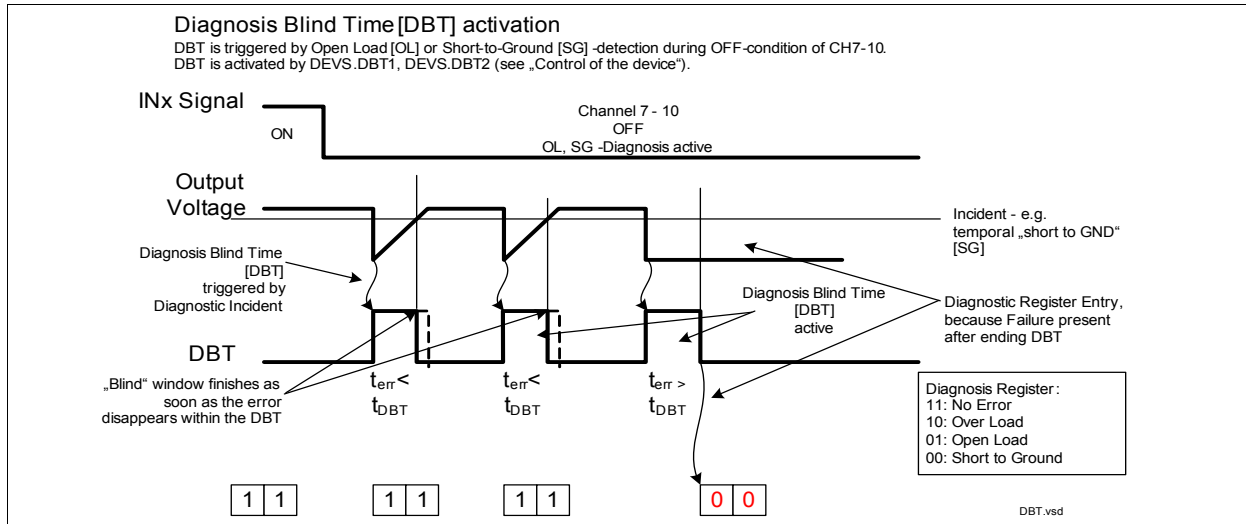 Diagnosis Blind Time [DBT] activation
DBT is triggered by Open Load [OL] or Short-to-Ground [SG] -detection during OFF-condition of CH7-10.
DBT is activated by DEVS.DBT1, DEVS.DBT2 (see „Control of the device“).
INx Signal
ON
Channel 7 - 10
OFF
OL, SG -Diagnosis active
Output
Voltage
Incident - e.g.
temporal „short to GND“
[SG]
Diagnosis Blind Time
[DBT]
triggered by
Diagnostic Incident
Diagnosis Blind Time
[DBT]
active
Diagnostic Register Entry,
because Failure present
after ending DBT
DBT
„Blind“ window finishes as
soon as the error
disappears within the DBT
terr<
tDBT
terr<
tDBT
terr >
tDBT
Diagnosis Register:
11: No Error
10: Over Load
01: Open Load
00: Short to Ground
1 1
1 1
1 1
0 0
DBT.vsd